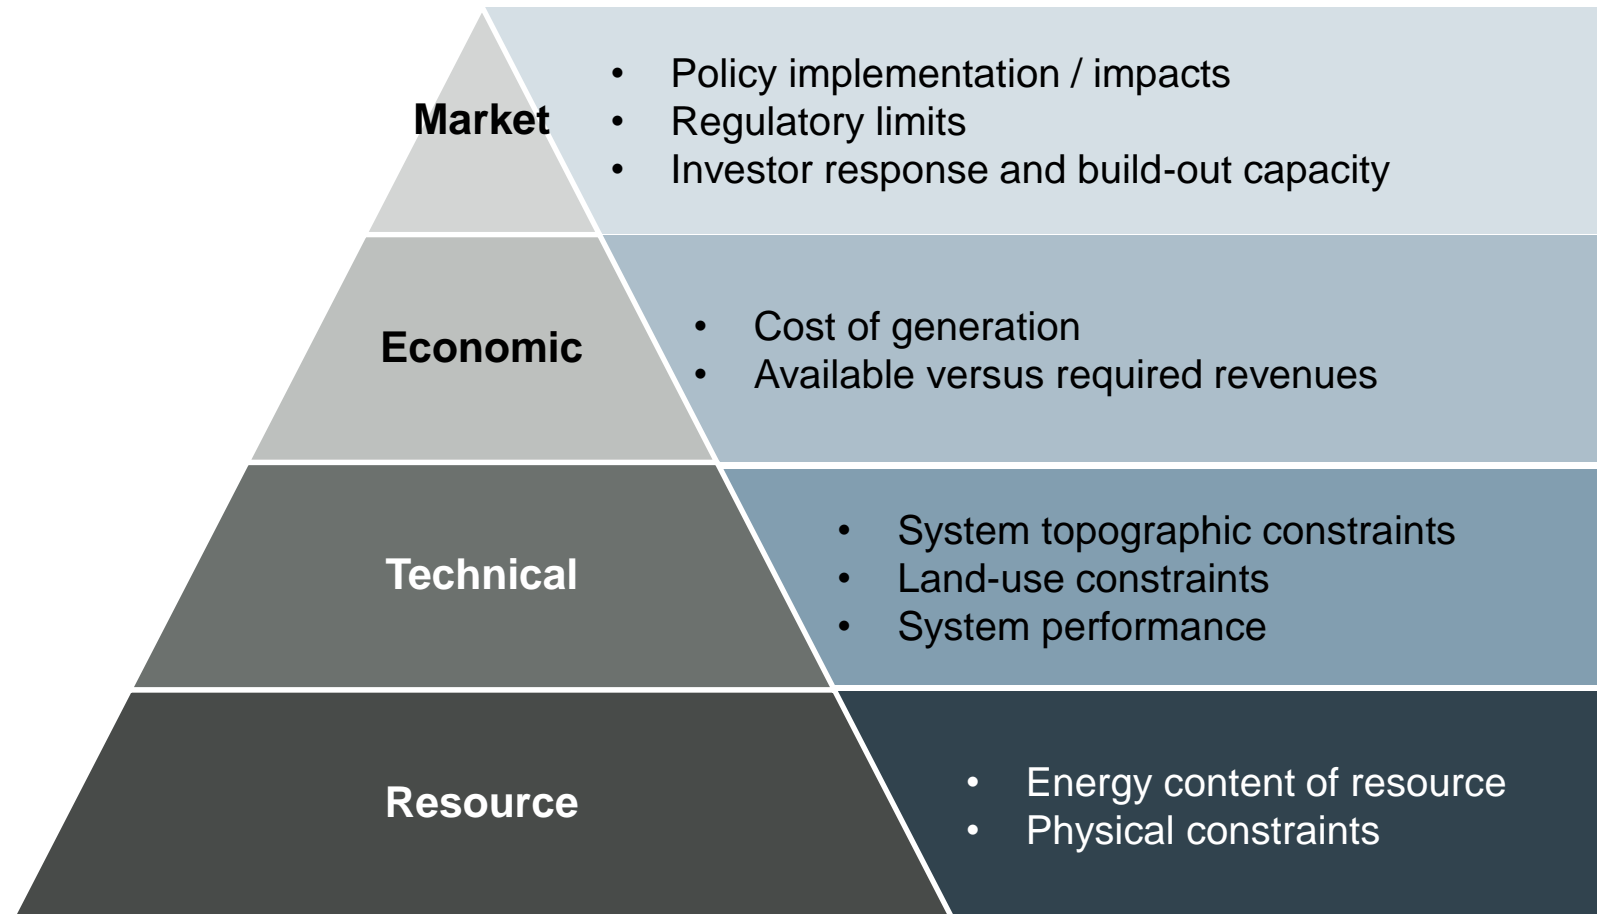 Market
• Policy implementation / impacts
• Regulatory limits
• Investor response and build-out capacity
Economic
• Cost of generation
• Available versus required revenues
Technical
• System topographic constraints
• Land-use constraints
• System performance
Resource
• Energy content of resource
• Physical constraints